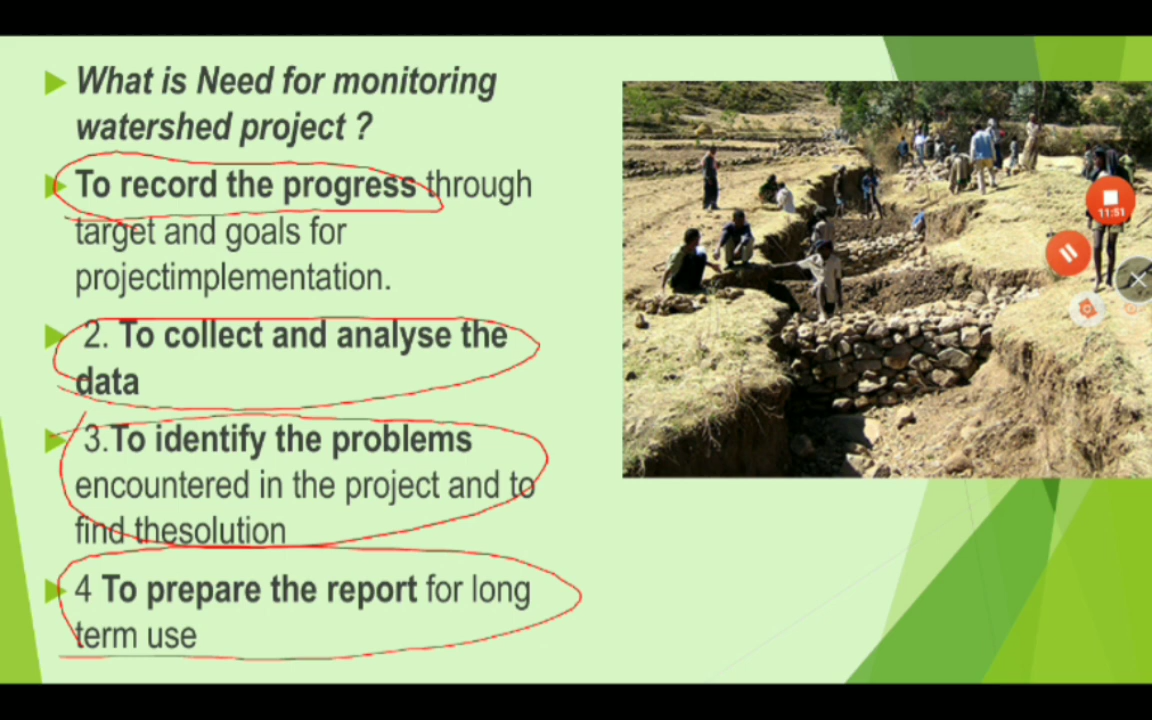 What is Need for monitoring
watershed project ?
To record the progress through
target and goals for
projectimplementation.
2. To collect and analyse the
data
3.To identify the problems
encountered in the project and to
find thesolution
4 To prepare the report for long
term use
11:51